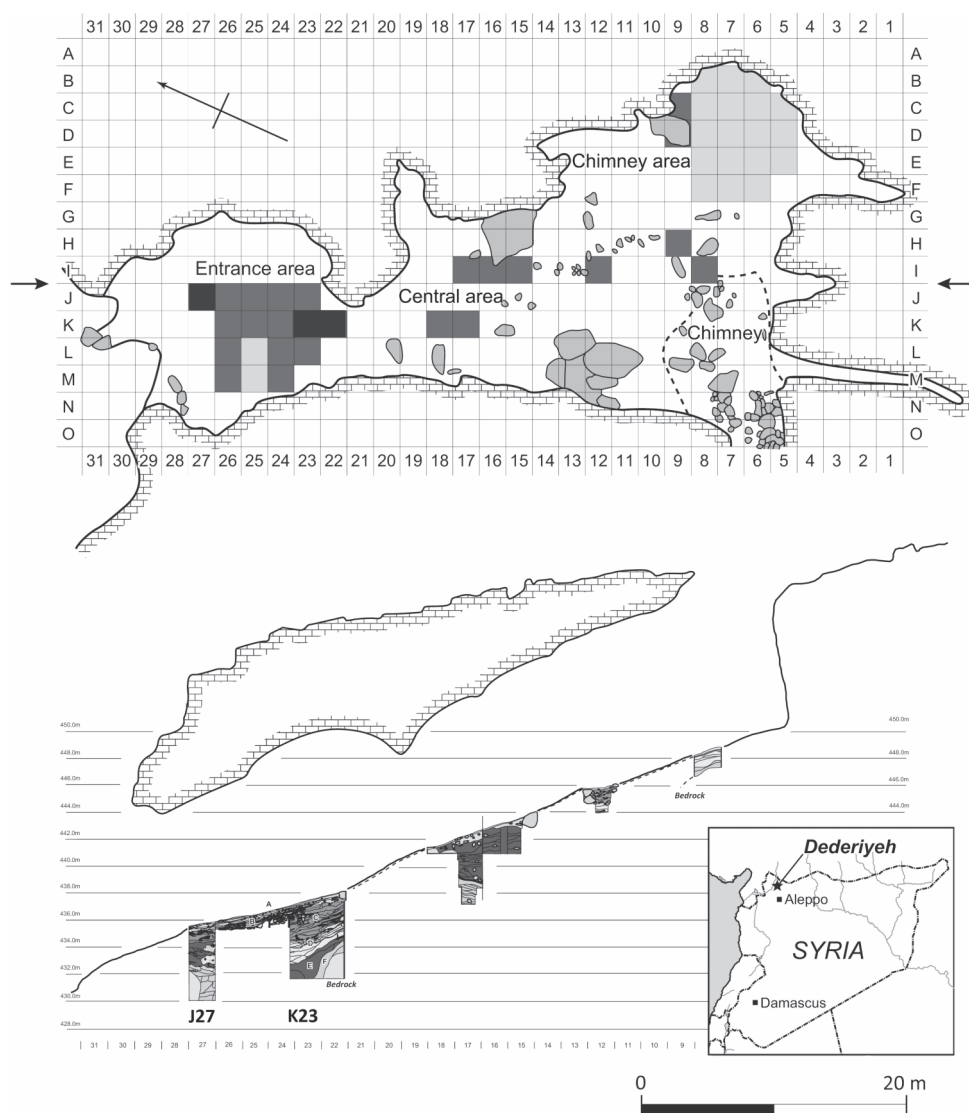 31 30 29 28 27 26 25 24 23 22 21 20 19 18 17 16 15 14 13 12 11 10 9 8 7 6 5 4 3 2 1
A A
B B
C C
D D
E Chimney area E
F F
G G
H H
I Entrance area I
J Central area J
K Chimney K
L L
M M
N N
O O
31 30 29 28 27 26 25 24 23 22 21 20 19 18 17 16 15 14 13 12 11 10 9 8 7 6 5 4 3 2 1
450.0m 450.0m
448.0m 448.0m
446.0m 446.0m
Bedrock
444.0m 444.0m
442.0m
440.0m
438.0m
A
436.0m
B C
434.0m
D
E F
432.0m
Bedrock
430.0m
J27 K23
428.0m
31 30 29 28 27 26 25 24 23 22 21 20 19 18 17 16 15 14 13 12 11 10 9
Dederiyeh
Aleppo
SYRIA
Damascus
0 20 m